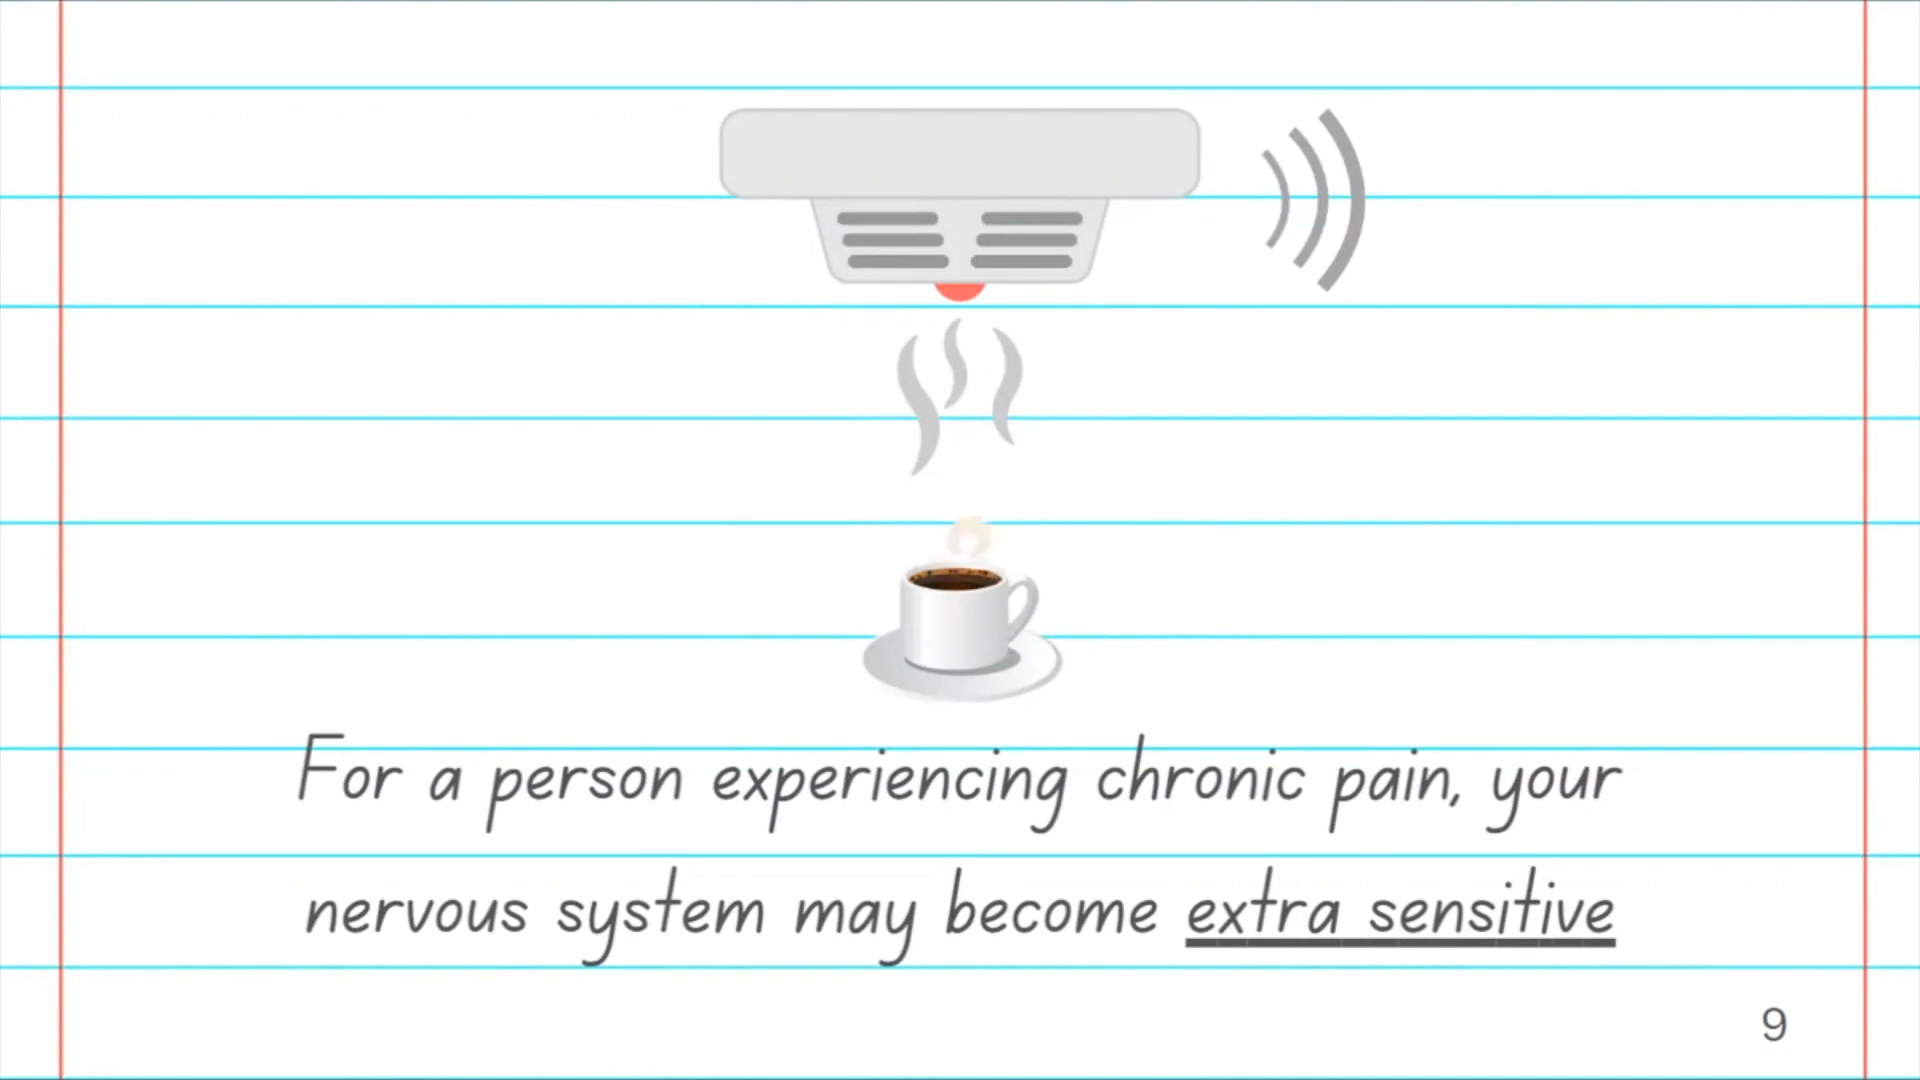 For a person experiencing chronic pain, your
nervous system may become extra sensitive
9